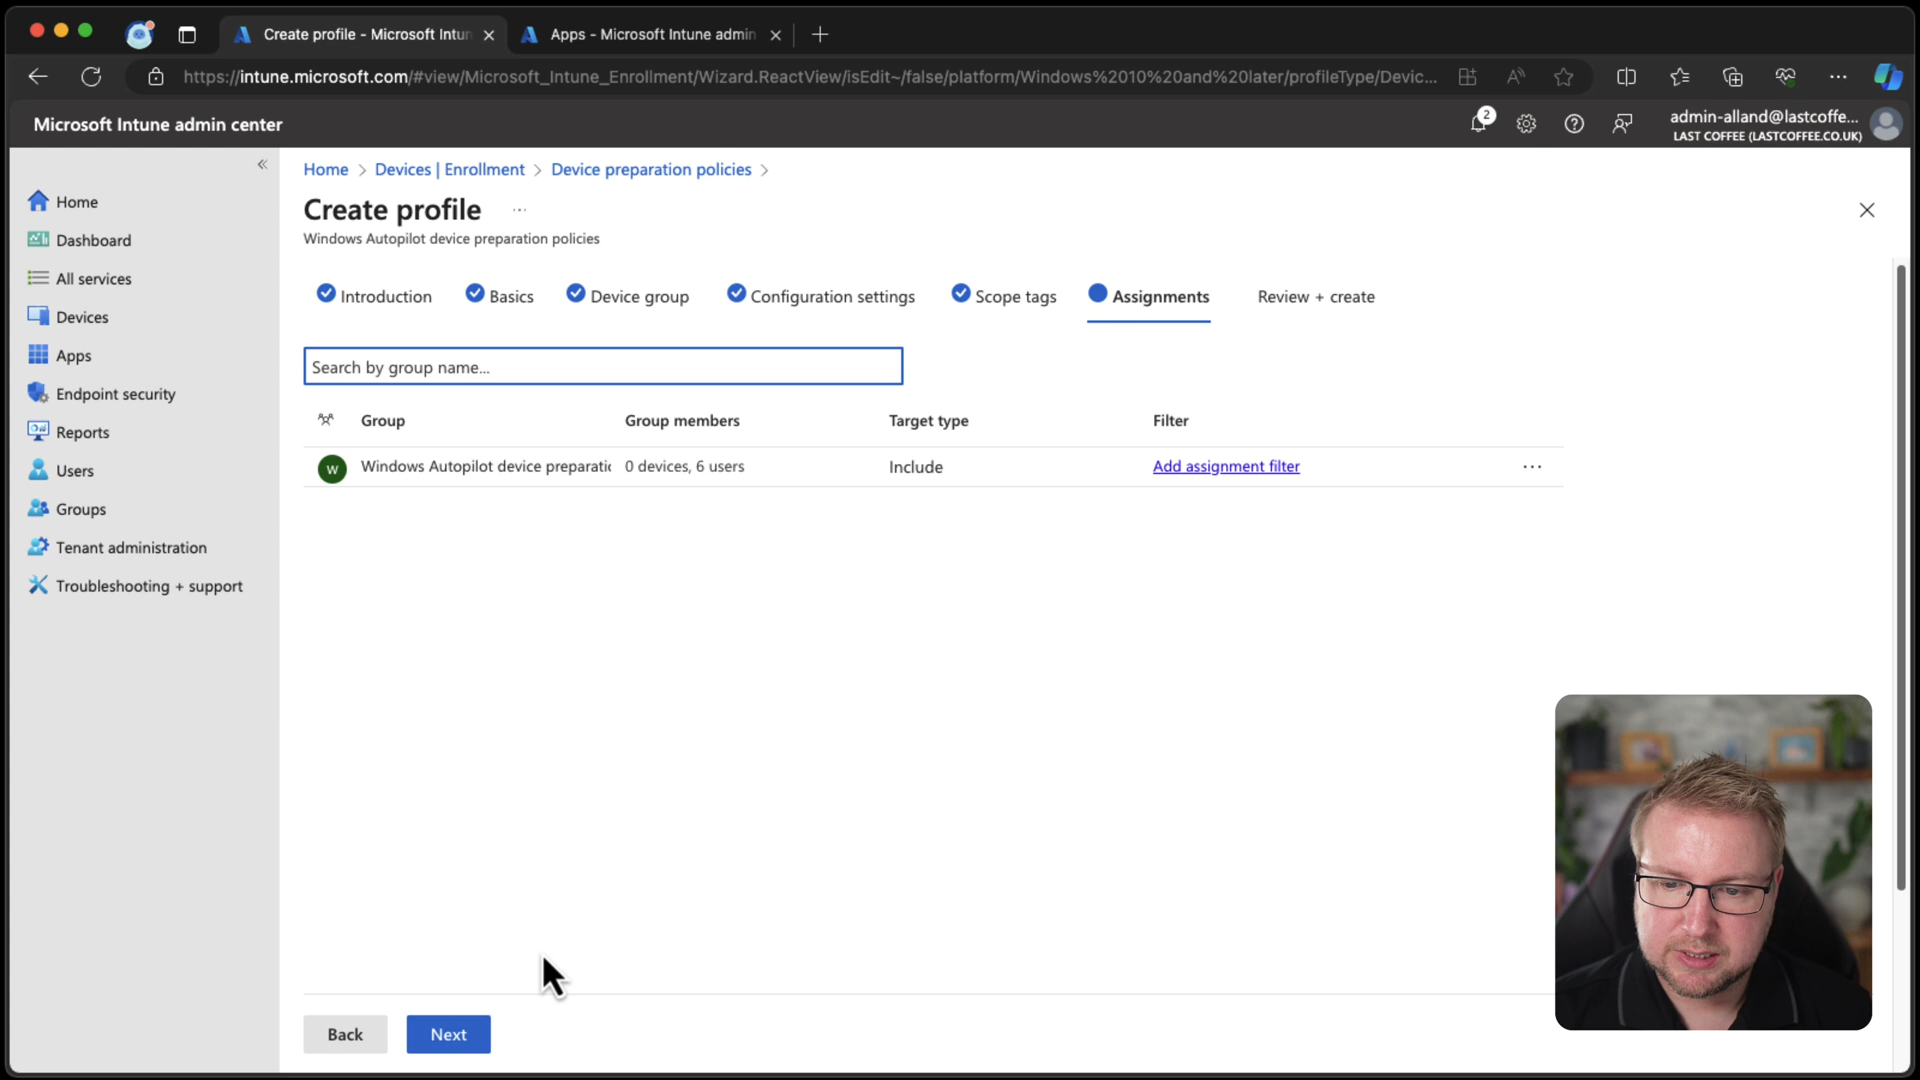 Create profile - Microsoft Intun
Apps - Microsoft Intune admin
https://intune.microsoft.com/#view/Microsoft_Intune_Enrollment/Wizard.ReactView/isEdit~/false/platform/Windows%2010%20and%20later/profileType/Devic...
Microsoft Intune admin center
2
admin-alland@lastcoffe...
LAST COFFEE (LASTCOFFEE.CO.UK)
Home
Dashboard
All services
Devices
Apps
Endpoint security
Reports
Users
Groups
Tenant administration
Troubleshooting + support
Home > Devices | Enrollment > Device preparation policies >
Create profile ...
Windows Autopilot device preparation policies
Introduction
Basics
Device group
Configuration settings
Scope tags
Assignments
Review + create
Search by group name...
Group
Group members
Target type
Filter
W
Windows Autopilot device preparatic
0 devices, 6 users
Include
Add assignment filter
...
Back
Next